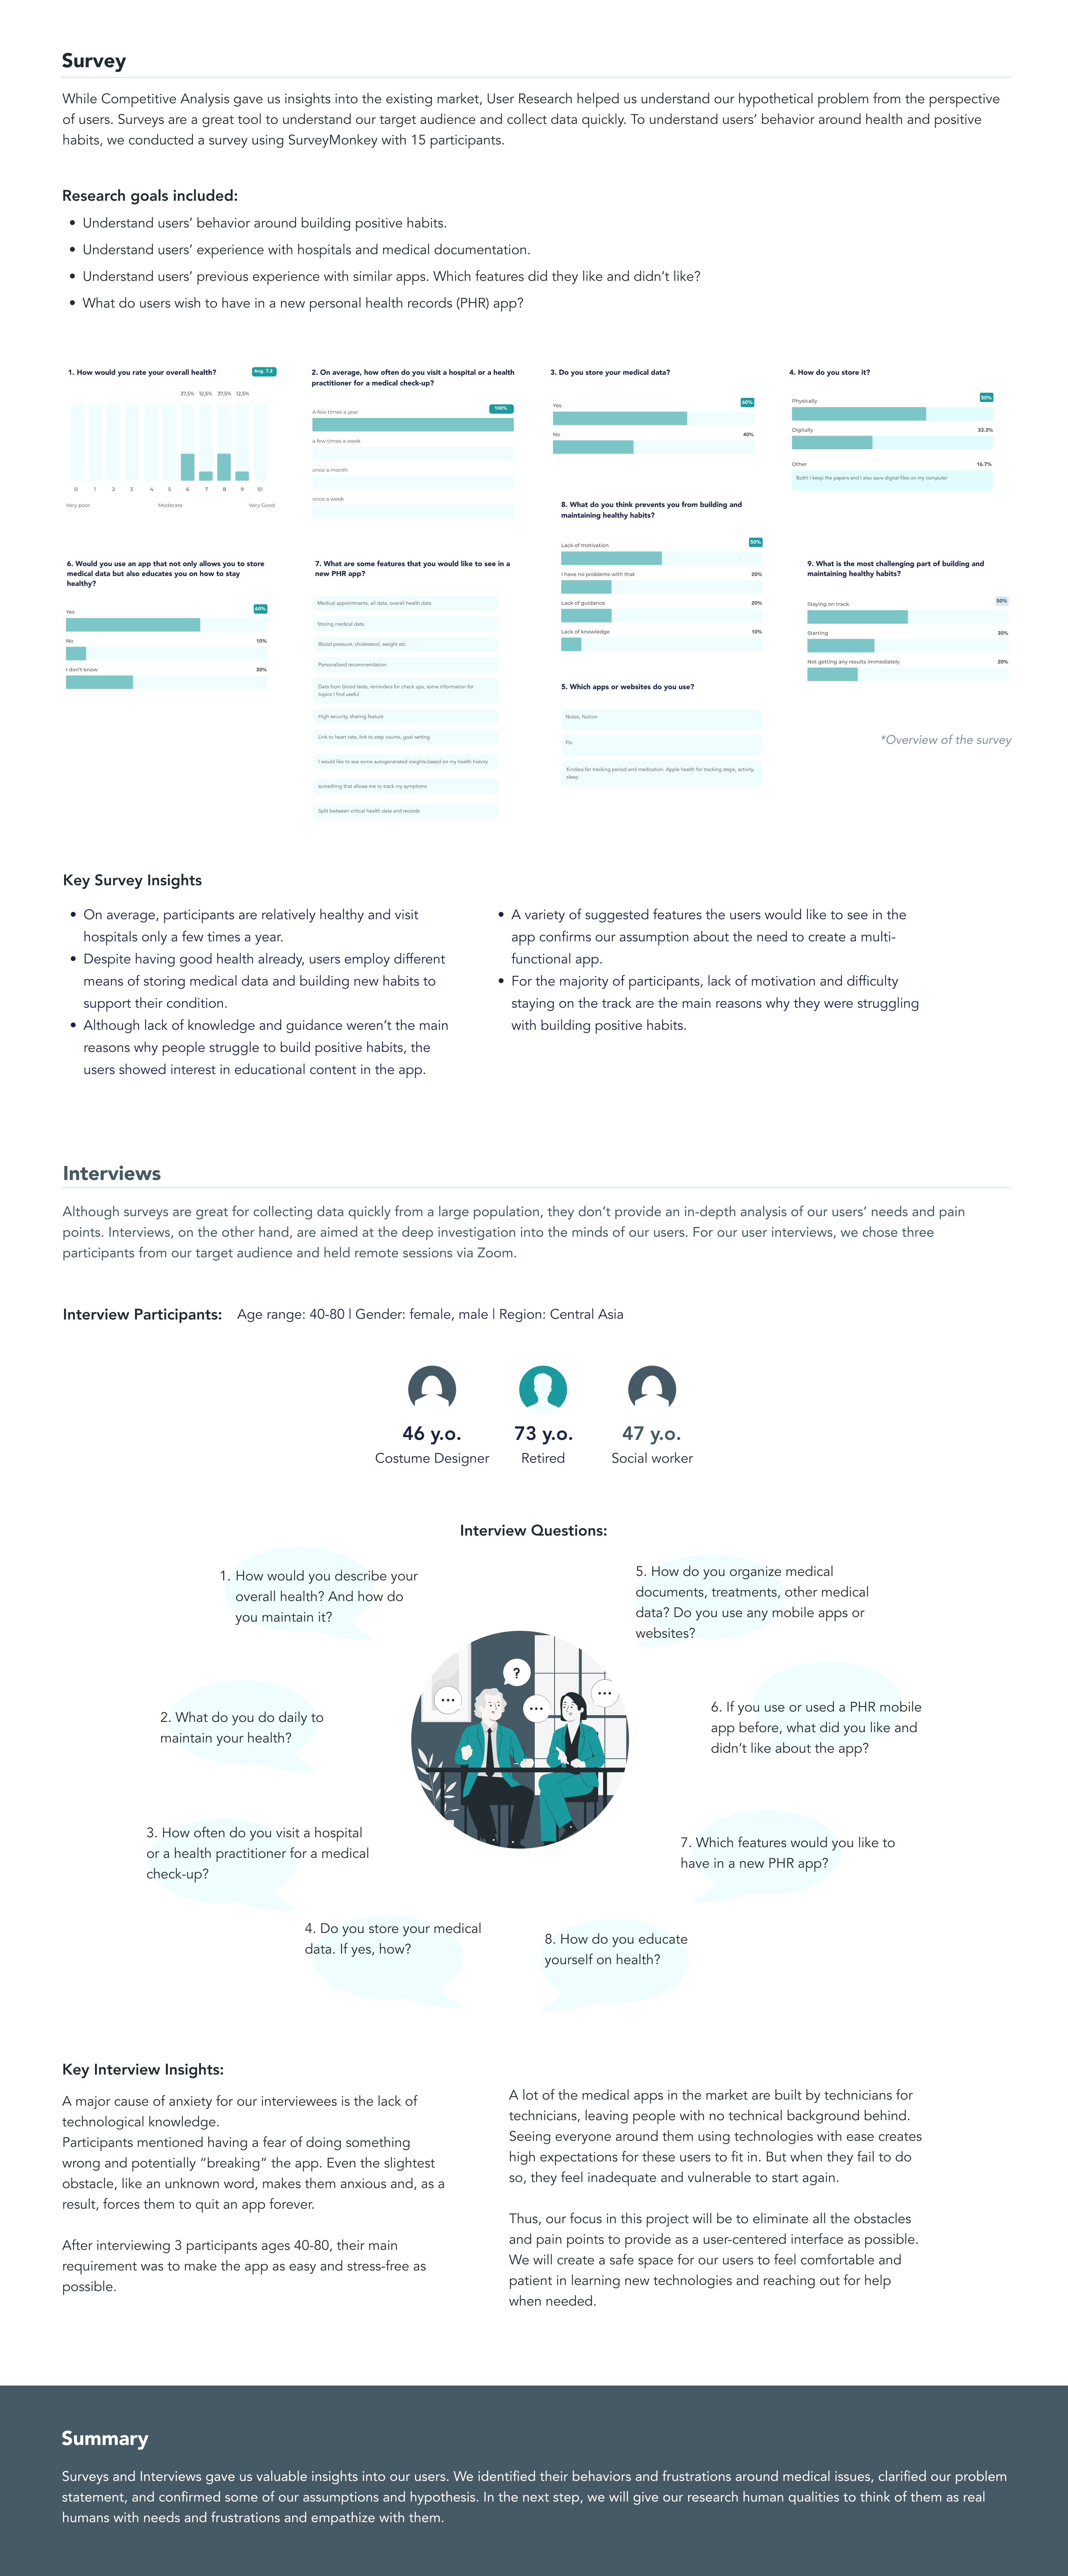 Survey
While Competitive Analysis gave us insights into the existing market, User Research helped us understand our hypothetical problem from the perspective
of users. Surveys are a great tool to understand our target audience and collect data quickly. To understand users’ behavior around health and positive
habits, we conducted a survey using SurveyMonkey with 15 participants.
Research goals included:
• Understand users’ behavior around building positive habits.
• Understand users’ experience with hospitals and medical documentation.
• Understand users’ previous experience with similar apps. Which features did they like and didn’t like?
• What do users wish to have in a new personal health records (PHR) app?
1. How would you rate your overall health?
Avg. 7.2
37,5% 12,5% 37,5% 12,5%
0 1 2 3 4 5 6 7 8 9 10
Very poor Moderate Very Good
2. On average, how often do you visit a hospital or a health
practitioner for a medical check-up?
A few times a year
100%
a few times a week
once a month
once a week
3. Do you store your medical data?
Yes 60%
No 40%
4. How do you store it?
Physically 50%
Digitally 33.3%
Other 16.7%
Both! I keep the papars and I also save digital files on my computer
8. What do you think prevents you from building and
maintaining healthy habits?
Lack of motivation 50%
I have no problems with that 20%
Lack of guidance 20%
Lack of knowledge 10%
6. Would you use an app that not only allows you to store
medical data but also educates you on how to stay
healthy?
Yes 60%
No 10%
I don't know 30%
7. What are some features that you would like to see in a
new PHR app?
Medical appointments, all data, overall health data
Storing medical data
Blood pressure, cholesterol, weight etc
Personalized recommendation
Data from blood tests, reminders for check ups, some information for
topics I find useful
High security, sharing feature
Link to heart rate, link to step counts, goal setting
I would like to see some autogenerated insights based on my health history
something that allows me to track my symptoms
Split between critical health data and records
9. What is the most challenging part of building and
maintaining healthy habits?
Staying on track 50%
Starting 30%
Not getting any results immediately 20%
5. Which apps or websites do you use?
Notes, Notion
Flo
Kindara for tracking period and medication. Apple health for tracking steps, activity,
sleep
*Overview of the survey
Key Survey Insights
• On average, participants are relatively healthy and visit
hospitals only a few times a year.
• Despite having good health already, users employ different
means of storing medical data and building new habits to
support their condition.
• Although lack of knowledge and guidance weren’t the main
reasons why people struggle to build positive habits, the
users showed interest in educational content in the app.
• A variety of suggested features the users would like to see in the
app confirms our assumption about the need to create a multi-
functional app.
• For the majority of participants, lack of motivation and difficulty
staying on the track are the main reasons why they were struggling
with building positive habits.
Interviews
Although surveys are great for collecting data quickly from a large population, they don’t provide an in-depth analysis of our users’ needs and pain
points. Interviews, on the other hand, are aimed at the deep investigation into the minds of our users. For our user interviews, we chose three
participants from our target audience and held remote sessions via Zoom.
Interview Participants: Age range: 40-80 | Gender: female, male | Region: Central Asia
46 y.o. 73 y.o. 47 y.o.
Costume Designer Retired Social worker
Interview Questions:
1. How would you describe your
overall health? And how do
you maintain it?
2. What do you do daily to
maintain your health?
3. How often do you visit a hospital
or a health practitioner for a medical
check-up?
4. Do you store your medical
data. If yes, how?
5. How do you organize medical
documents, treatments, other medical
data? Do you use any mobile apps or
websites?
6. If you use or used a PHR mobile
app before, what did you like and
didn’t like about the app?
7. Which features would you like to
have in a new PHR app?
8. How do you educate
yourself on health?
?
Key Interview Insights:
A major cause of anxiety for our interviewees is the lack of
technological knowledge.
Participants mentioned having a fear of doing something
wrong and potentially “breaking” the app. Even the slightest
obstacle, like an unknown word, makes them anxious and, as a
result, forces them to quit an app forever.
After interviewing 3 participants ages 40-80, their main
requirement was to make the app as easy and stress-free as
possible.
A lot of the medical apps in the market are built by technicians for
technicians, leaving people with no technical background behind.
Seeing everyone around them using technologies with ease creates
high expectations for these users to fit in. But when they fail to do
so, they feel inadequate and vulnerable to start again.
Thus, our focus in this project will be to eliminate all the obstacles
and pain points to provide as a user-centered interface as possible.
We will create a safe space for our users to feel comfortable and
patient in learning new technologies and reaching out for help
when needed.
Summary
Surveys and Interviews gave us valuable insights into our users. We identified their behaviors and frustrations around medical issues, clarified our problem
statement, and confirmed some of our assumptions and hypothesis. In the next step, we will give our research human qualities to think of them as real
humans with needs and frustrations and empathize with them.